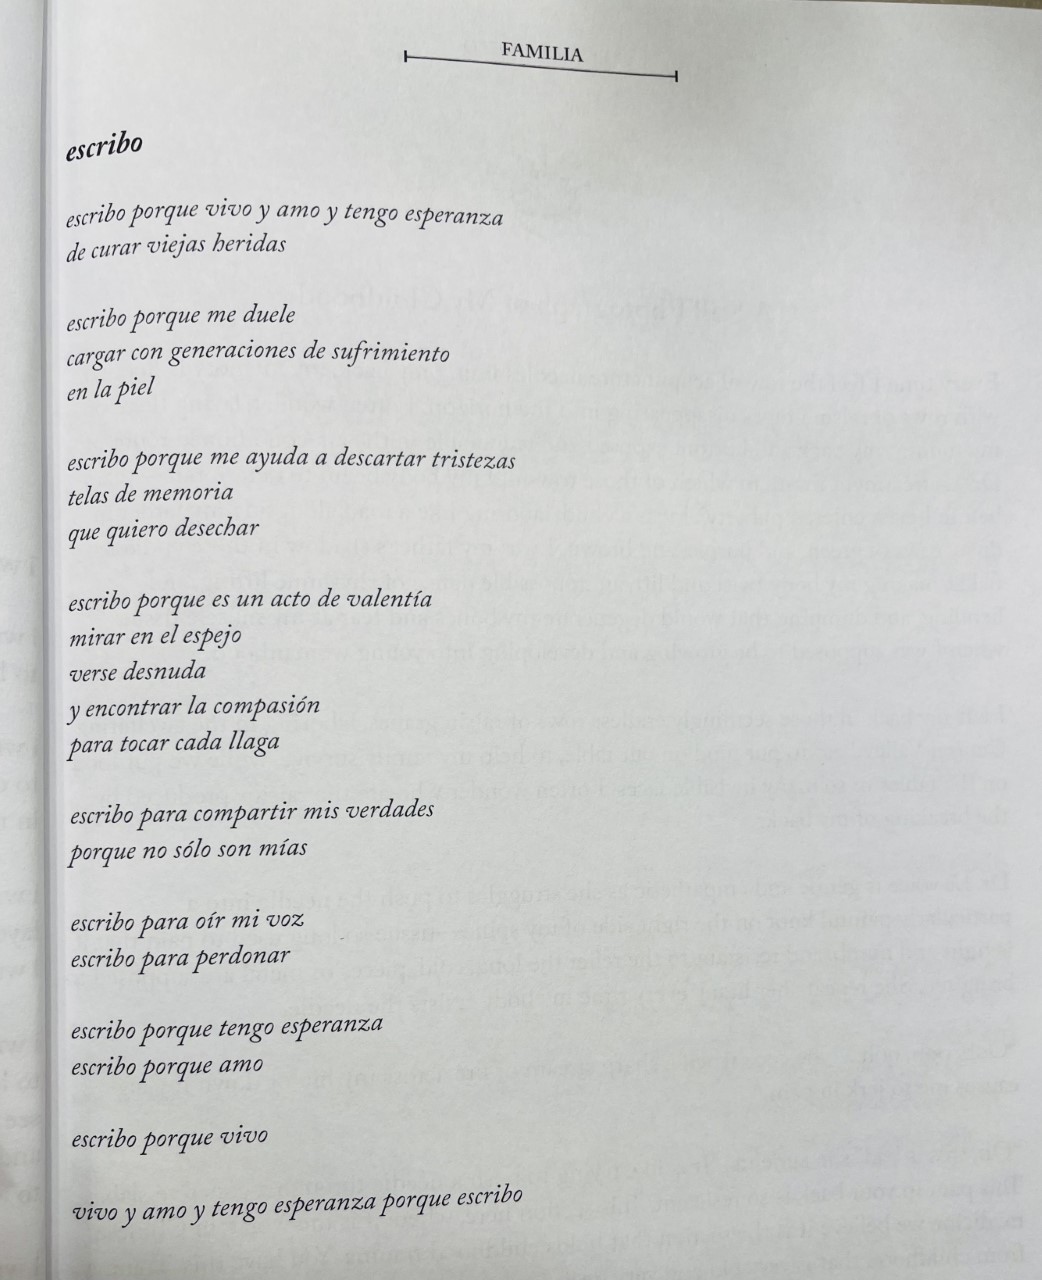 FAMILIA
escribo
escribo porque vivo y amo y tengo esperanza
de curar viejas heridas
escribo porque me duele
cargar con generaciones de sufrimiento
en la piel
escribo porque me ayuda a descartar tristezas
telas de memoria
que quiero desechar
escribo porque es un acto de valentía
mirar en el espejo
verse desnuda
y encontrar la compasión
para tocar cada llaga
escribo para compartir mis verdades
porque no sólo son mías
escribo para oír mi voz
escribo para perdonar
escribo porque tengo esperanza
escribo porque amo
escribo porque vivo
vivo y amo y tengo esperanza porque escribo